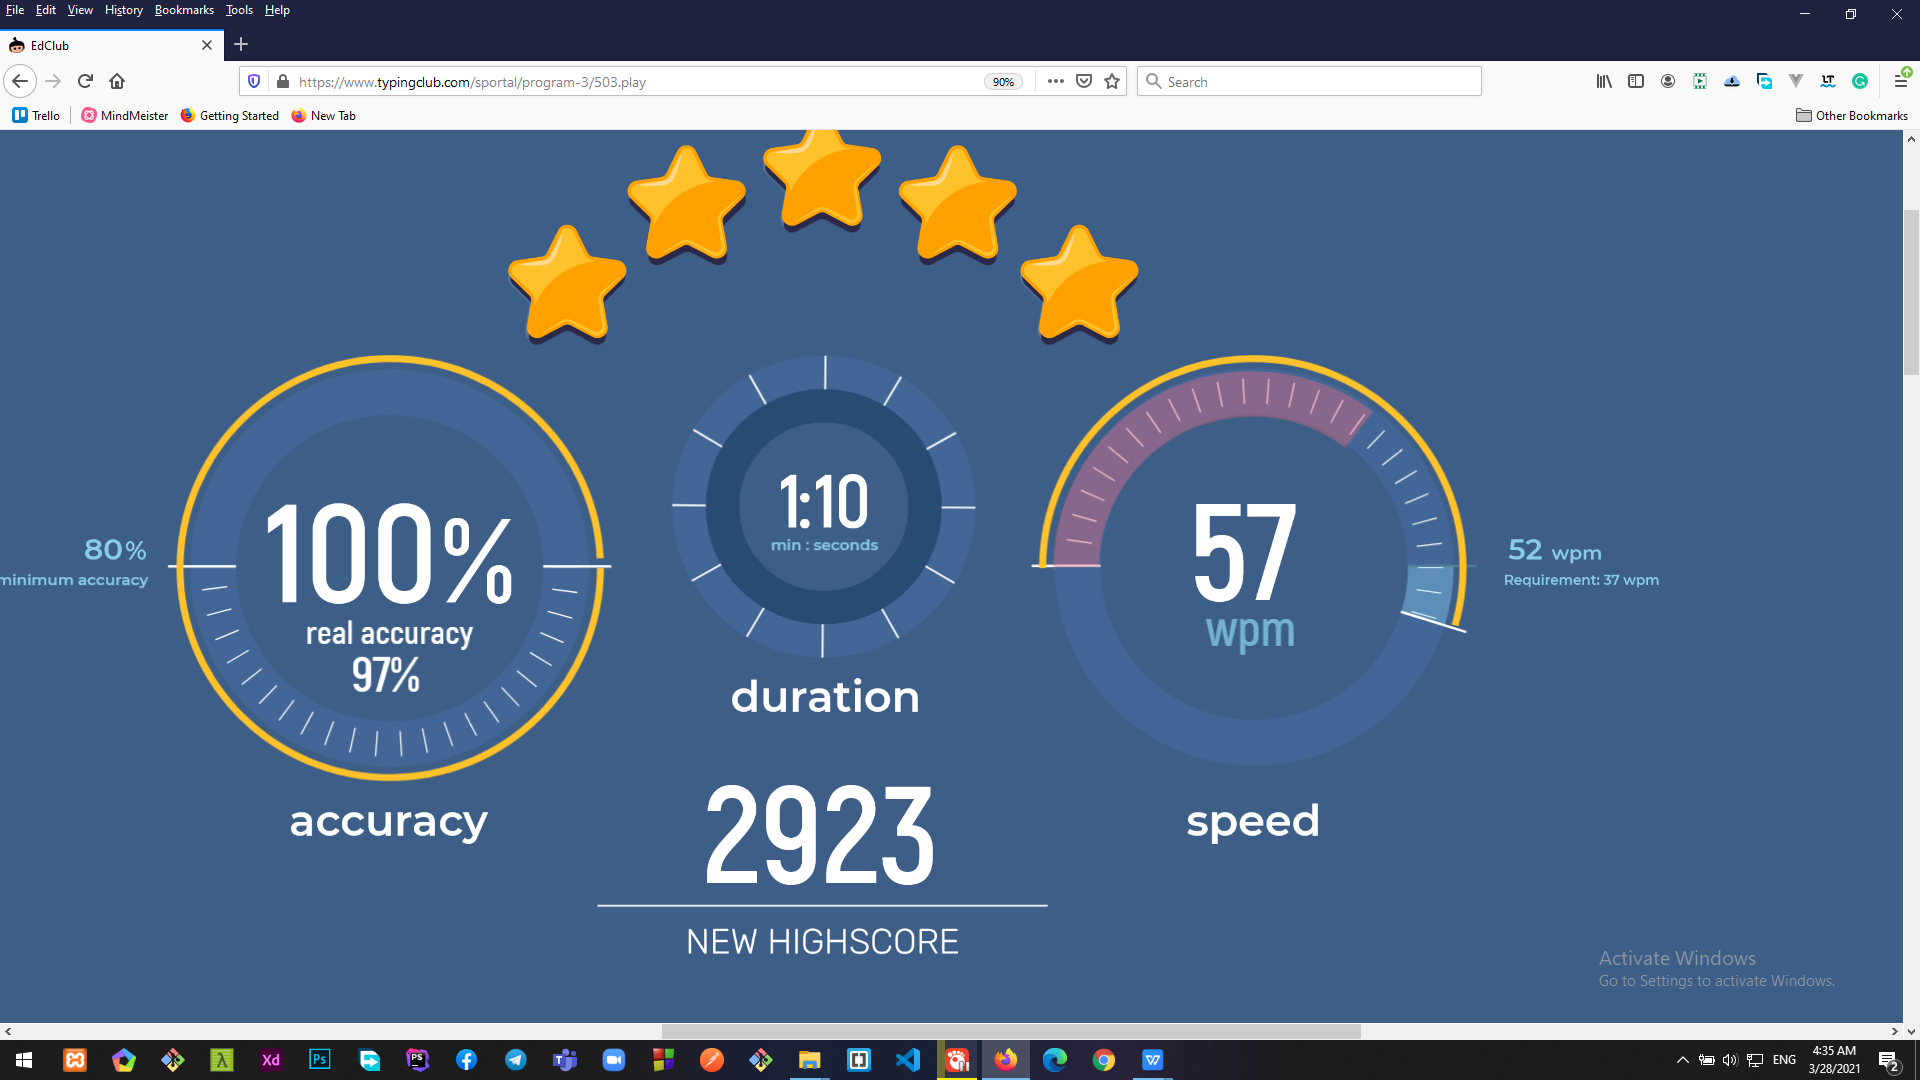 File Edit View History Bookmarks Tools Help
EdClub
https://www.typingclub.com/sportal/program-3/503.play
90%
Search
Trello
MindMeister
Getting Started
New Tab
Other Bookmarks
100%
real accuracy
97%
80%
minimum accuracy
accuracy
1:10
min : seconds
duration
57
wpm
52 wpm
Requirement: 37 wpm
speed
2923
NEW HIGHSCORE
Activate Windows
Go to Settings to activate Windows.
Xd
Ps
PS
ENG
4:35 AM
3/28/2021
2